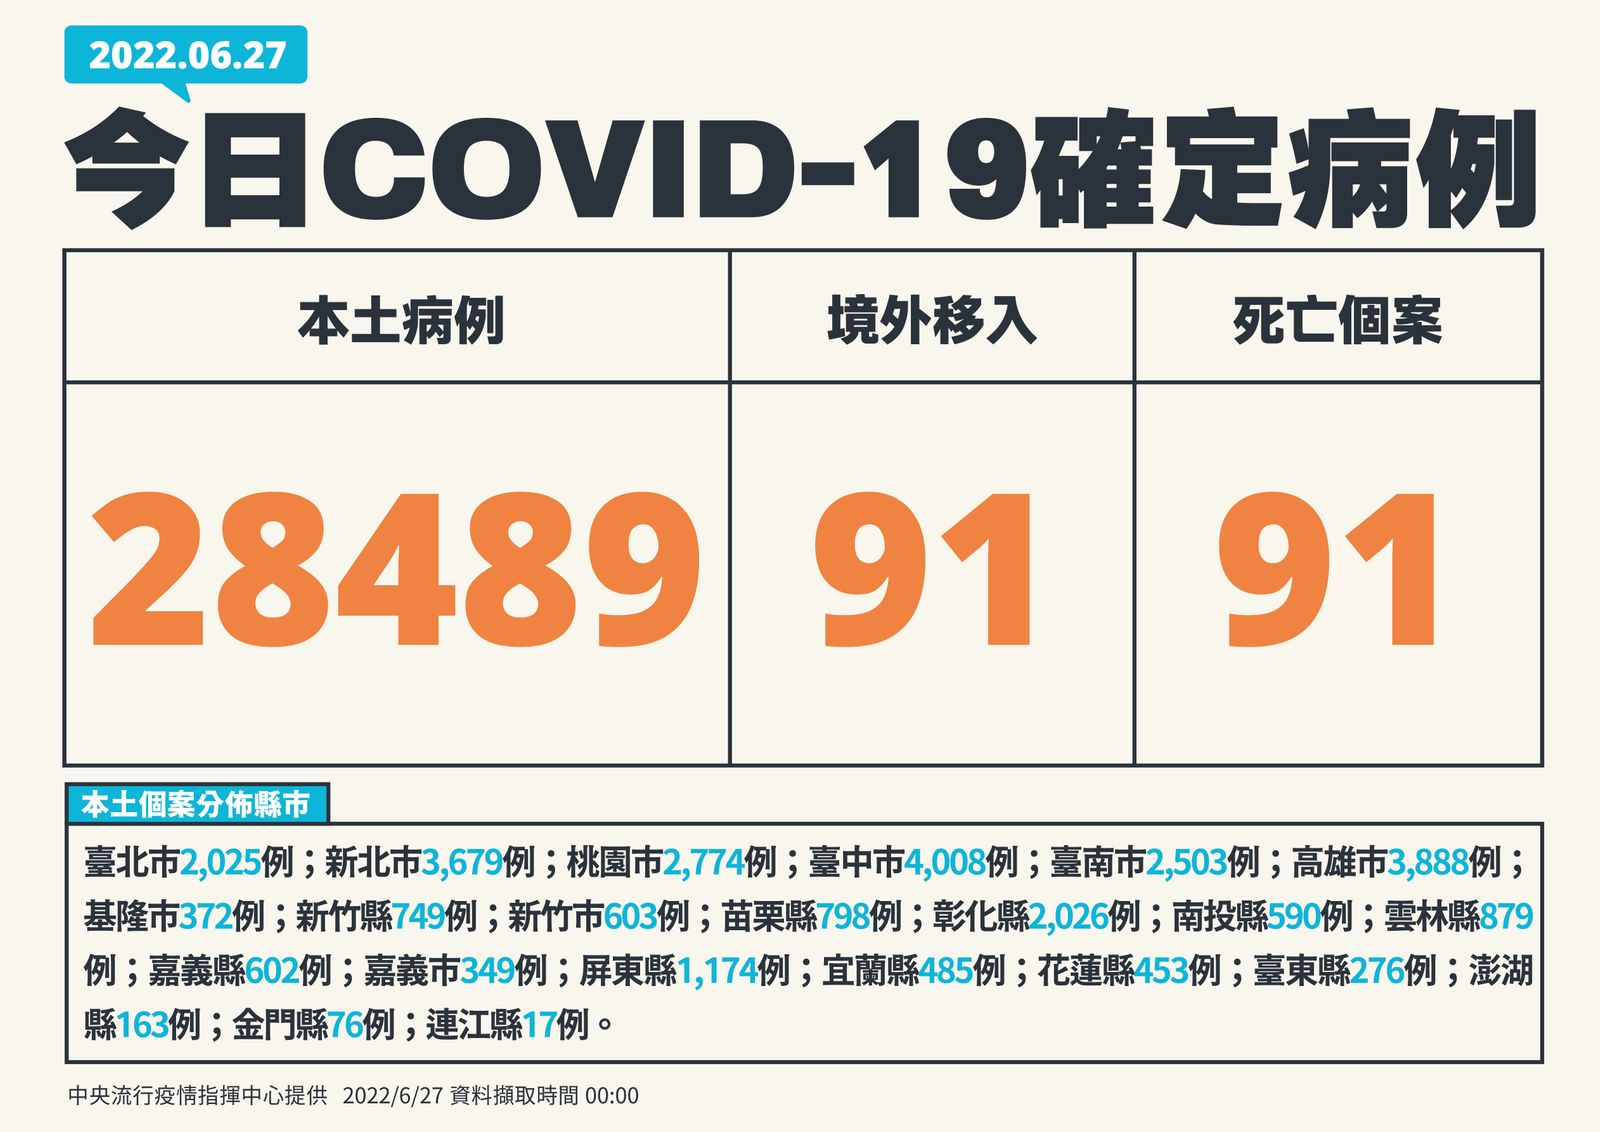 2022.06.27
今日COVID-19確定病例
本土病例 境外移入 死亡個案
28489 91 91
本土個案分佈縣市
臺北市2,025例；新北市3,679例；桃園市2,774例；臺中市4,008例；臺南市2,503例；高雄市3,888例；
基隆市372例；新竹縣749例；新竹市603例；苗栗縣798例；彰化縣2,026例；南投縣590例；雲林縣879
例；嘉義縣602例；嘉義市349例；屏東縣1,174例；宜蘭縣485例；花蓮縣453例；臺東縣276例；澎湖
縣163例；金門縣76例；連江縣17例。
中央流行疫情指揮中心提供 2022/6/27 資料擷取時間 00:00